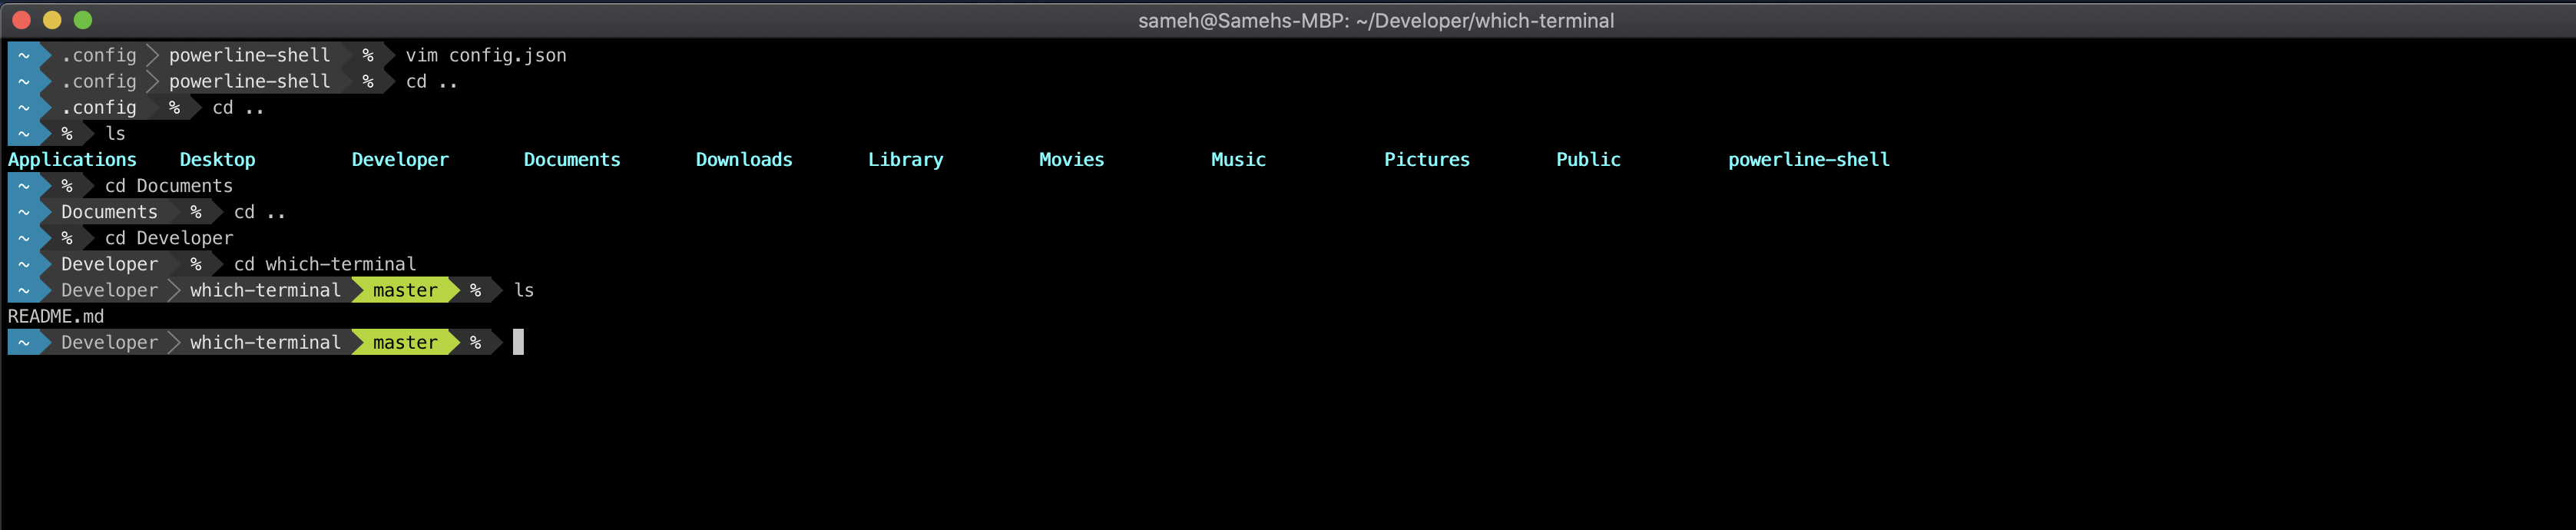 sameh@Samehs-MBP: ~/Developer/which-terminal
~ .config powerline-shell % vim config.json
~ .config powerline-shell % cd ..
~ .config % cd ..
~ % ls
Applications Desktop Developer Documents Downloads Library Movies Music Pictures Public powerline-shell
~ % cd Documents
~ Documents % cd ..
~ % cd Developer
~ Developer % cd which-terminal
~ Developer which-terminal master % ls
README.md
~ Developer which-terminal master %